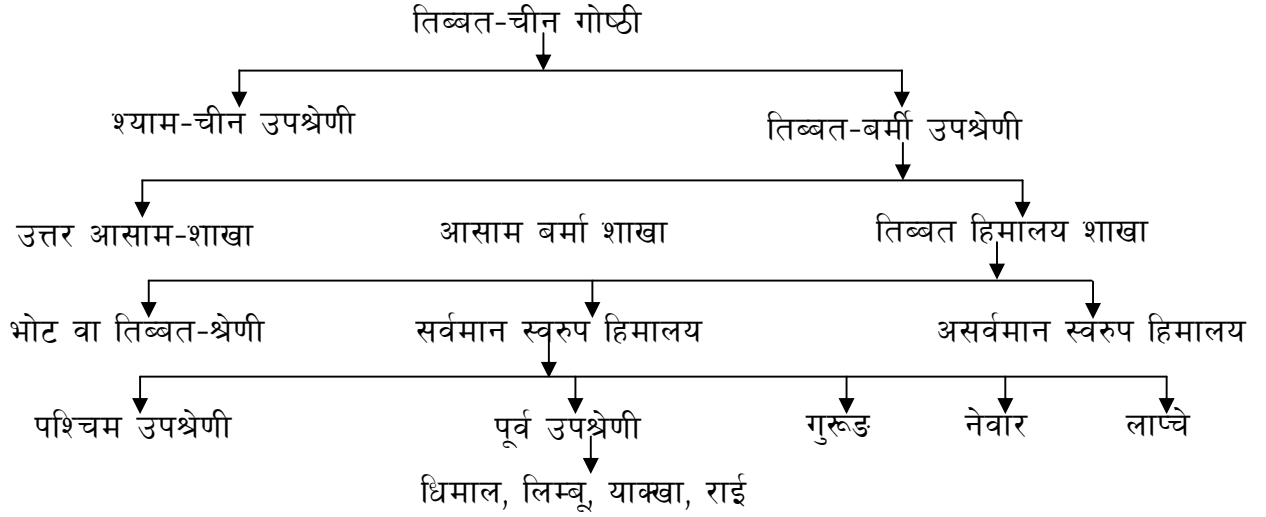 तिब्बत-चीन गोष्ठी
श्याम-चीन उपश्रेणी तिब्बत-बर्मी उपश्रेणी
उत्तर आसाम-शाखा आसाम बर्मा शाखा तिब्बत हिमालय शाखा
भोट वा तिब्बत-श्रेणी सर्वमान स्वरुप हिमालय असर्वमान स्वरुप हिमालय
पश्चिम उपश्रेणी पूर्व उपश्रेणी गुरूङ नेवार लाप्चे
धिमाल, लिम्बू, याक्खा, राई